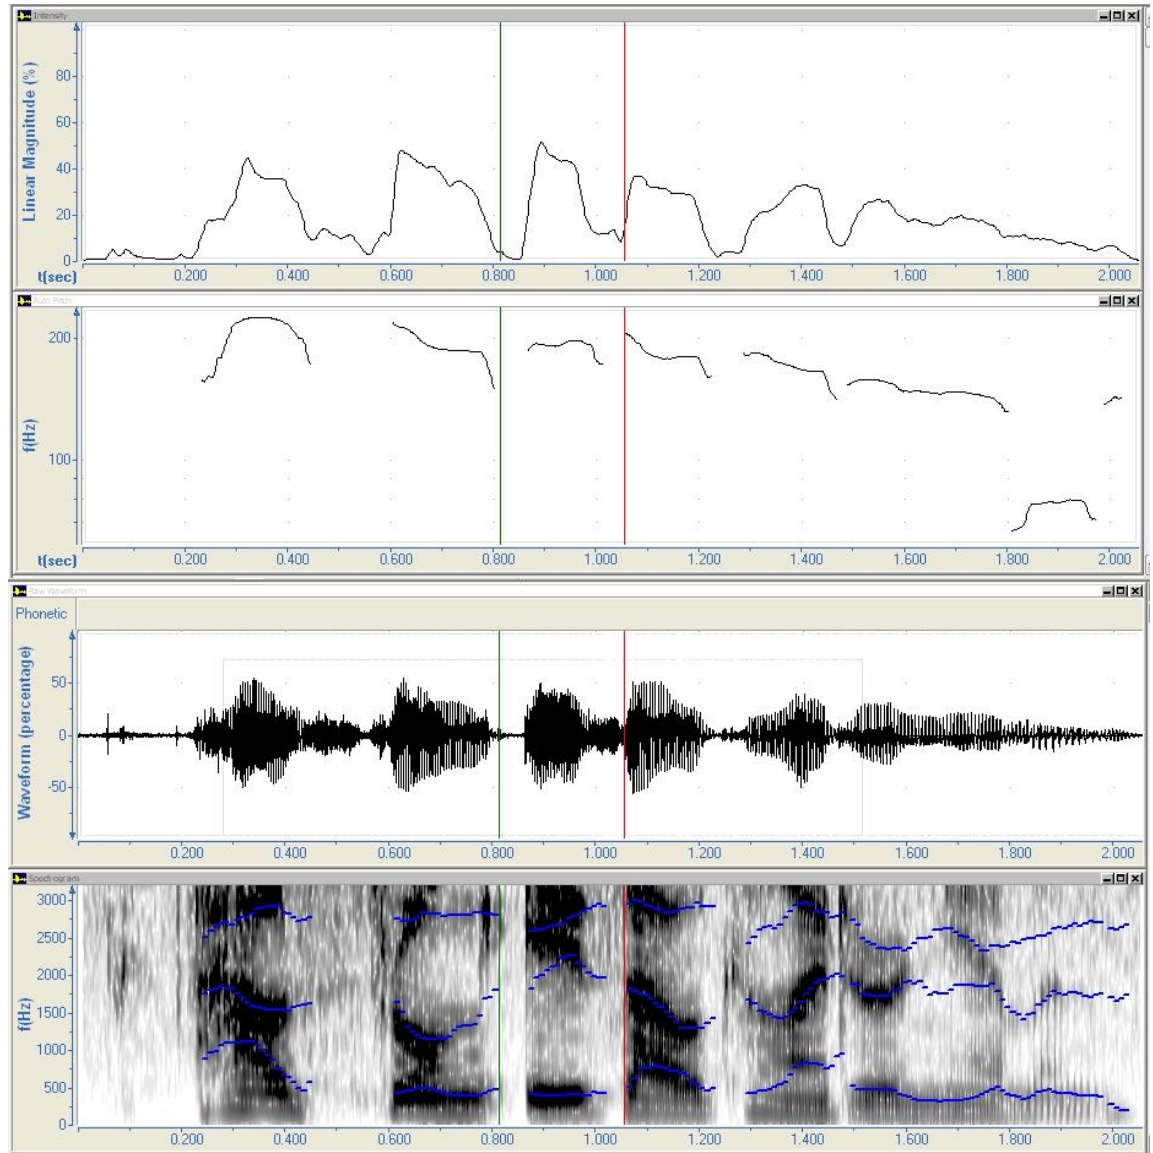 Intensity
Linear Magnitude (%)
80
60
40
20
0
t(sec)
0.200 0.400 0.600 0.800 1.000 1.200 1.400 1.600 1.800 2.000
Auto Pitch
f(Hz)
200
100
t(sec)
0.200 0.400 0.600 0.800 1.000 1.200 1.400 1.600 1.800 2.000
Raw Waveform
Phonetic
Waveform (percentage)
50
0
-50
0.200 0.400 0.600 0.800 1.000 1.200 1.400 1.600 1.800 2.000
Spectrogram
f(Hz)
3000
2500
2000
1500
1000
500
0
0.200 0.400 0.600 0.800 1.000 1.200 1.400 1.600 1.800 2.000